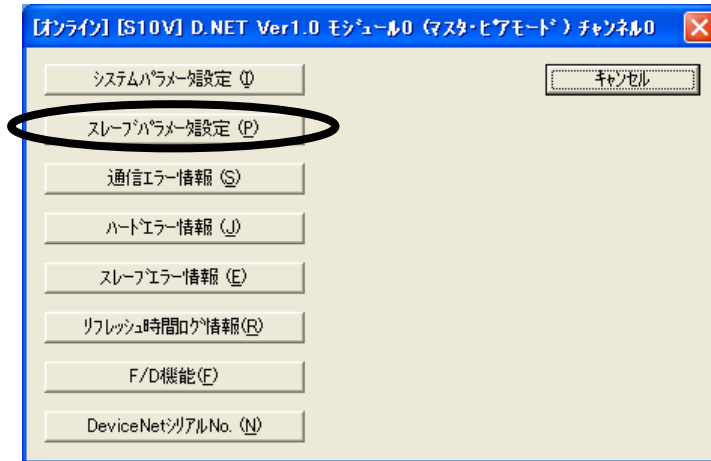 [オンライン] [S10V] D.NET Ver1.0 ﾓｼﾞｭｰﾙ0 (ﾏｽﾀ･ﾋﾟｱﾓｰﾄﾞ) ﾁｬﾝﾈﾙ0
ｼｽﾃﾑﾊﾟﾗﾒｰﾀ設定 (I)
ｷｬﾝｾﾙ
ｽﾚｰﾌﾞﾊﾟﾗﾒｰﾀ設定 (P)
通信ｴﾗｰ情報 (S)
ﾊｰﾄﾞｴﾗｰ情報 (J)
ｽﾚｰﾌﾞｴﾗｰ情報 (E)
ﾘﾌﾚｯｼｭ時間ﾛｸﾞ情報(R)
F/D機能(F)
DeviceNetｼﾘｱﾙNo. (N)